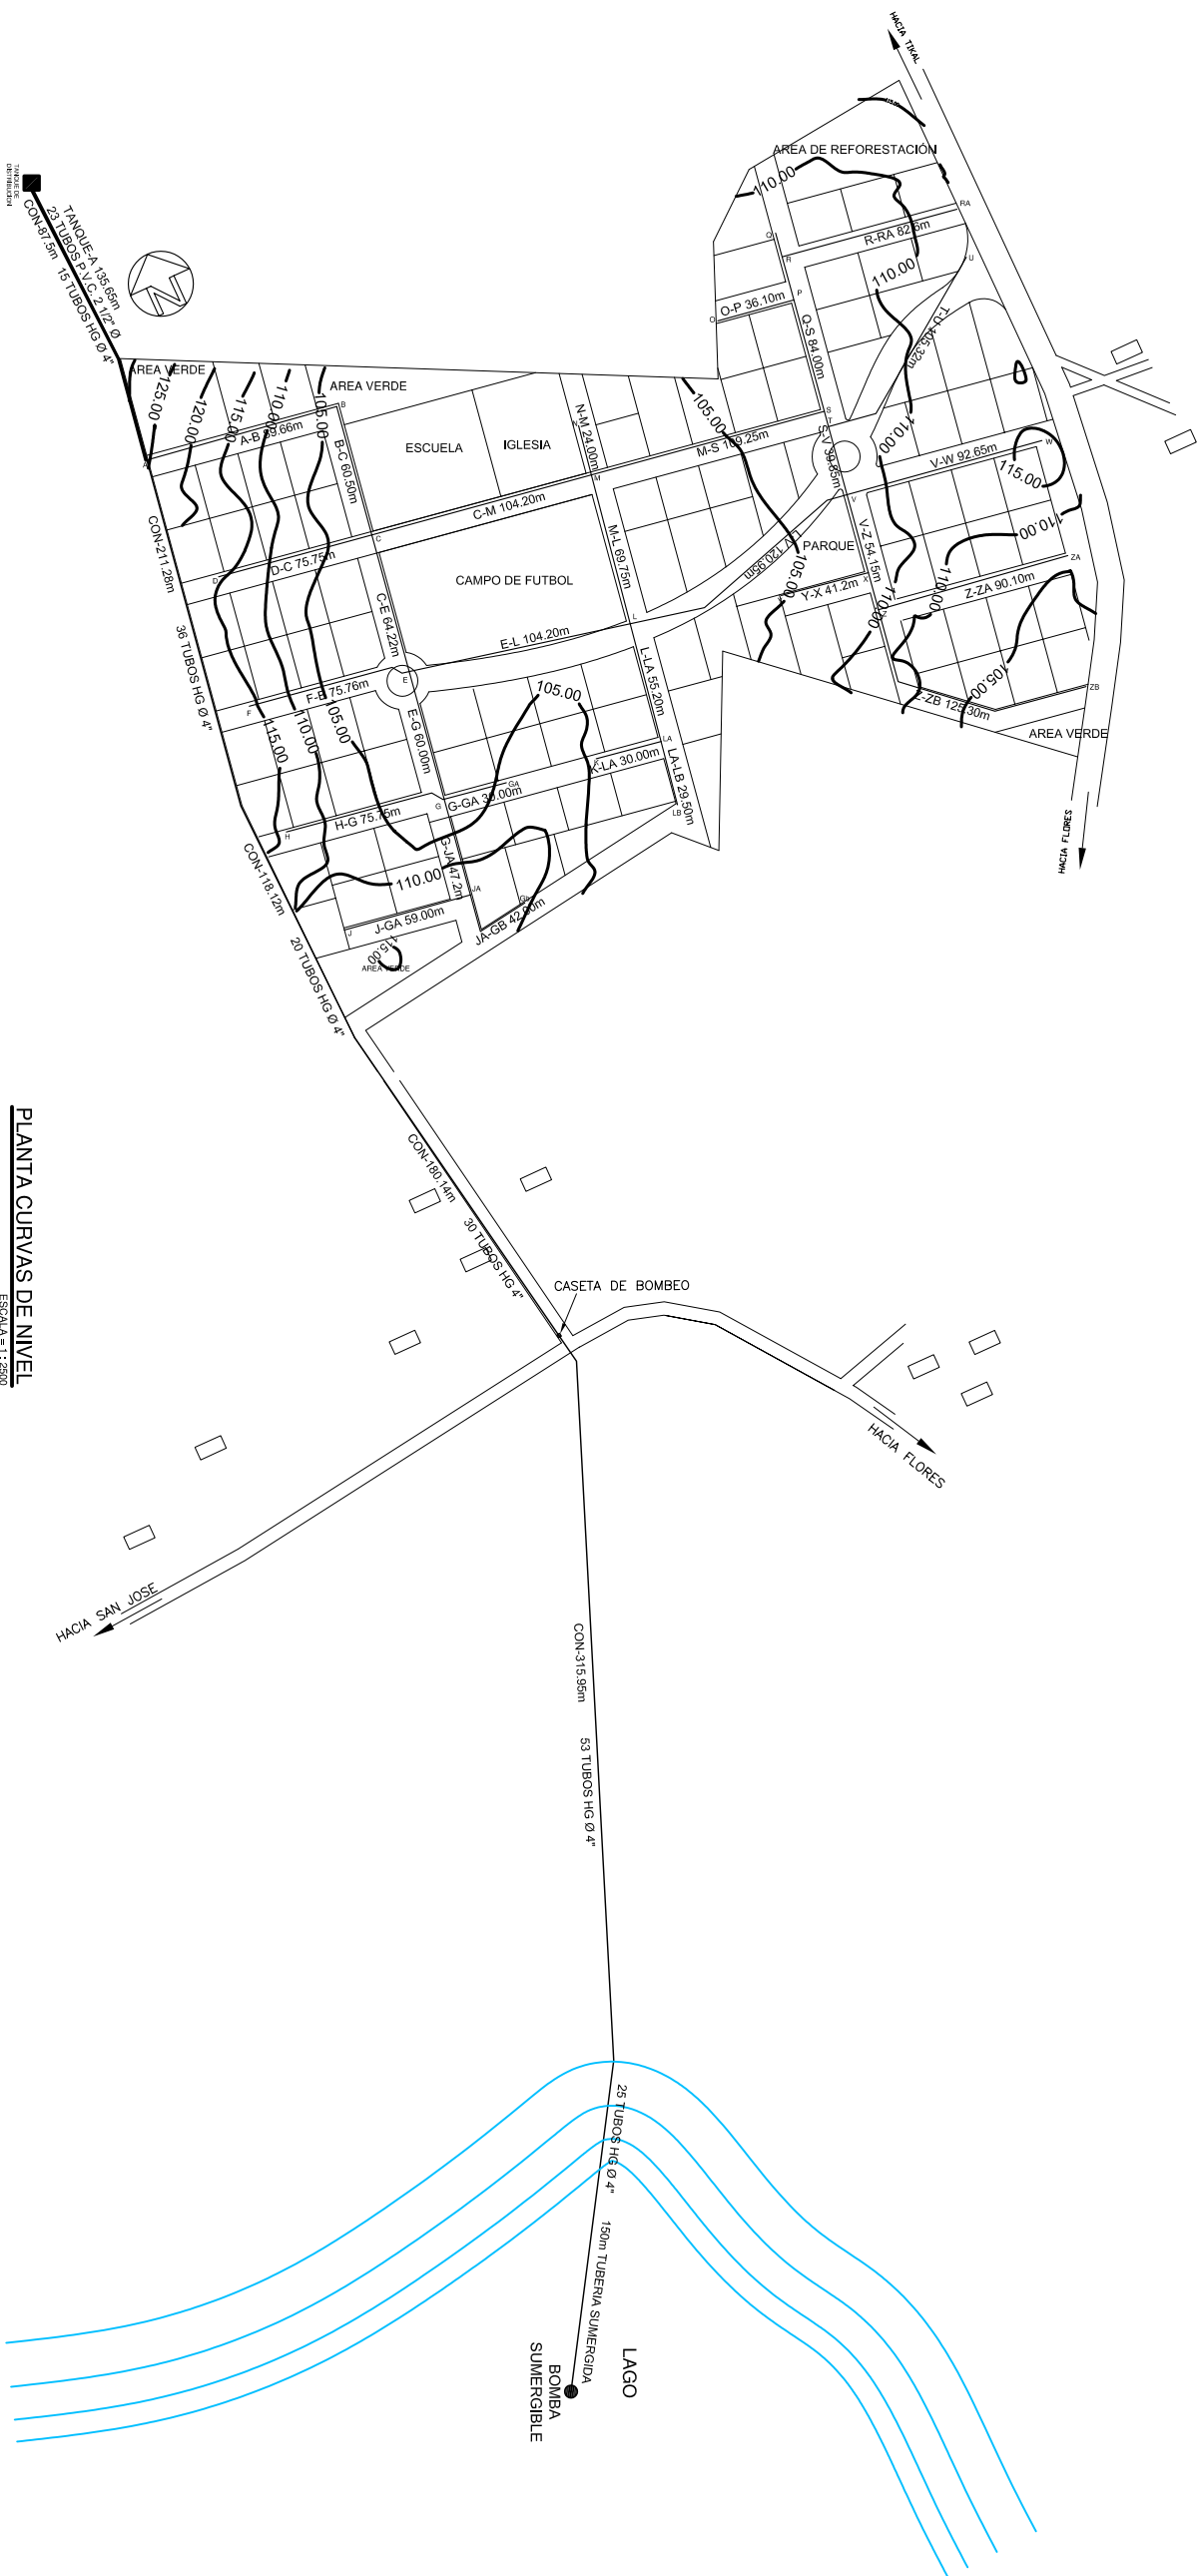 HACIA TIKAL
AREA DE REFORESTACIÓN
110.00
RA
R-RA 82.6m
Q
R
U
110.00
P
O-P 36.10m
O
Q-S 84.00m
T-U 105.32m
TANQUE DE
DISTRIBUCION
TANQUE-A 135.65m
23 TUBOS P.V.C. 2 1/2" Ø
CON-87.5m 15 TUBOS HG Ø 4"
N
AREA VERDE
125.00
120.00
115.00
110.00
105.00
AREA VERDE
B
A-B 89.66m
A
B-C 60.50m
ESCUELA
IGLESIA
N
N-M 24.00m
M
105.00
M-S 109.25m
S
T
S-V 39.85m
110.00
V-W 92.65m
W
115.00
V
C-M 104.20m
C
D
D-C 75.75m
CAMPO DE FUTBOL
M-L 69.75m
L-V 120.95m
PARQUE
105.00
V-Z 54.15m
110.00
110.00
110.00
ZA
Z-ZA 90.10m
X
Y-X 41.2m
Z
CON-211.28m
36 TUBOS HG Ø 4"
C-E 64.22m
E-L 104.20m
L
L-LA 55.20m
E
F-E 75.76m
F
105.00
105.00
110.00
115.00
E-G 60.00m
LA
K-LA 30.00m
LA-LB 29.50m
LB
105.00
Z-ZB 125.30m
ZB
AREA VERDE
HACIA FLORES
GA
G
G-GA 30.00m
H
H-G 75.75m
CON-118.12m
20 TUBOS HG Ø 4"
110.00
G-JA 47.2m
JA
GB
JA-GB 42.90m
J
J-GA 59.00m
115.00
AREA VERDE
CON-180.14m
30 TUBOS HG 4"
CASETA DE BOMBEO
HACIA FLORES
HACIA SAN JOSE
PLANTA CURVAS DE NIVEL
ESCALA = 1 : 2500
CON-315.95m
53 TUBOS HG Ø 4"
25 TUBOS HG Ø 4"
150m TUBERIA SUMERGIDA
LAGO
BOMBA
SUMERGIBLE